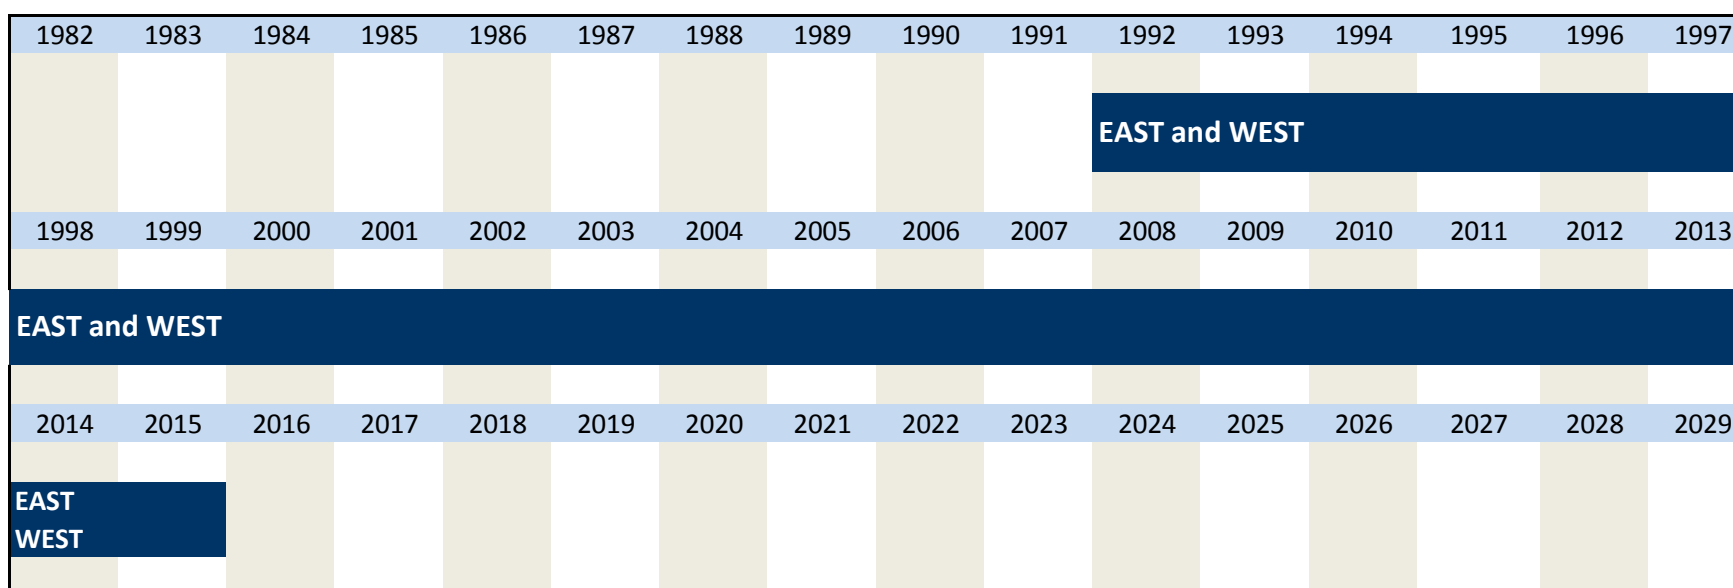 1982 1983 1984 1985 1986 1987 1988 1989 1990 1991 1992 1993 1994 1995 1996 1997
EAST and WEST
1998 1999 2000 2001 2002 2003 2004 2005 2006 2007 2008 2009 2010 2011 2012 2013
EAST and WEST
2014 2015 2016 2017 2018 2019 2020 2021 2022 2023 2024 2025 2026 2027 2028 2029
EAST
WEST